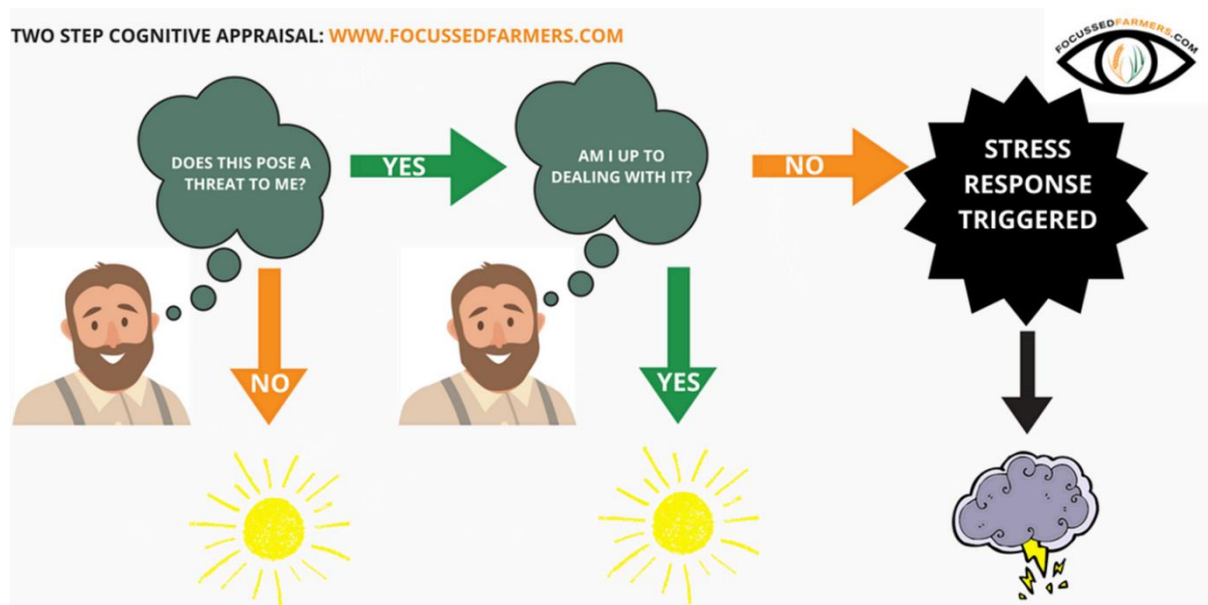 TWO STEP COGNITIVE APPRAISAL: WWW.FOCUSSEDFARMERS.COM
FOCUSSEDFARMERS.COM
DOES THIS POSE A
THREAT TO ME?
YES
AM I UP TO
DEALING WITH IT?
NO
STRESS
RESPONSE
TRIGGERED
NO
YES